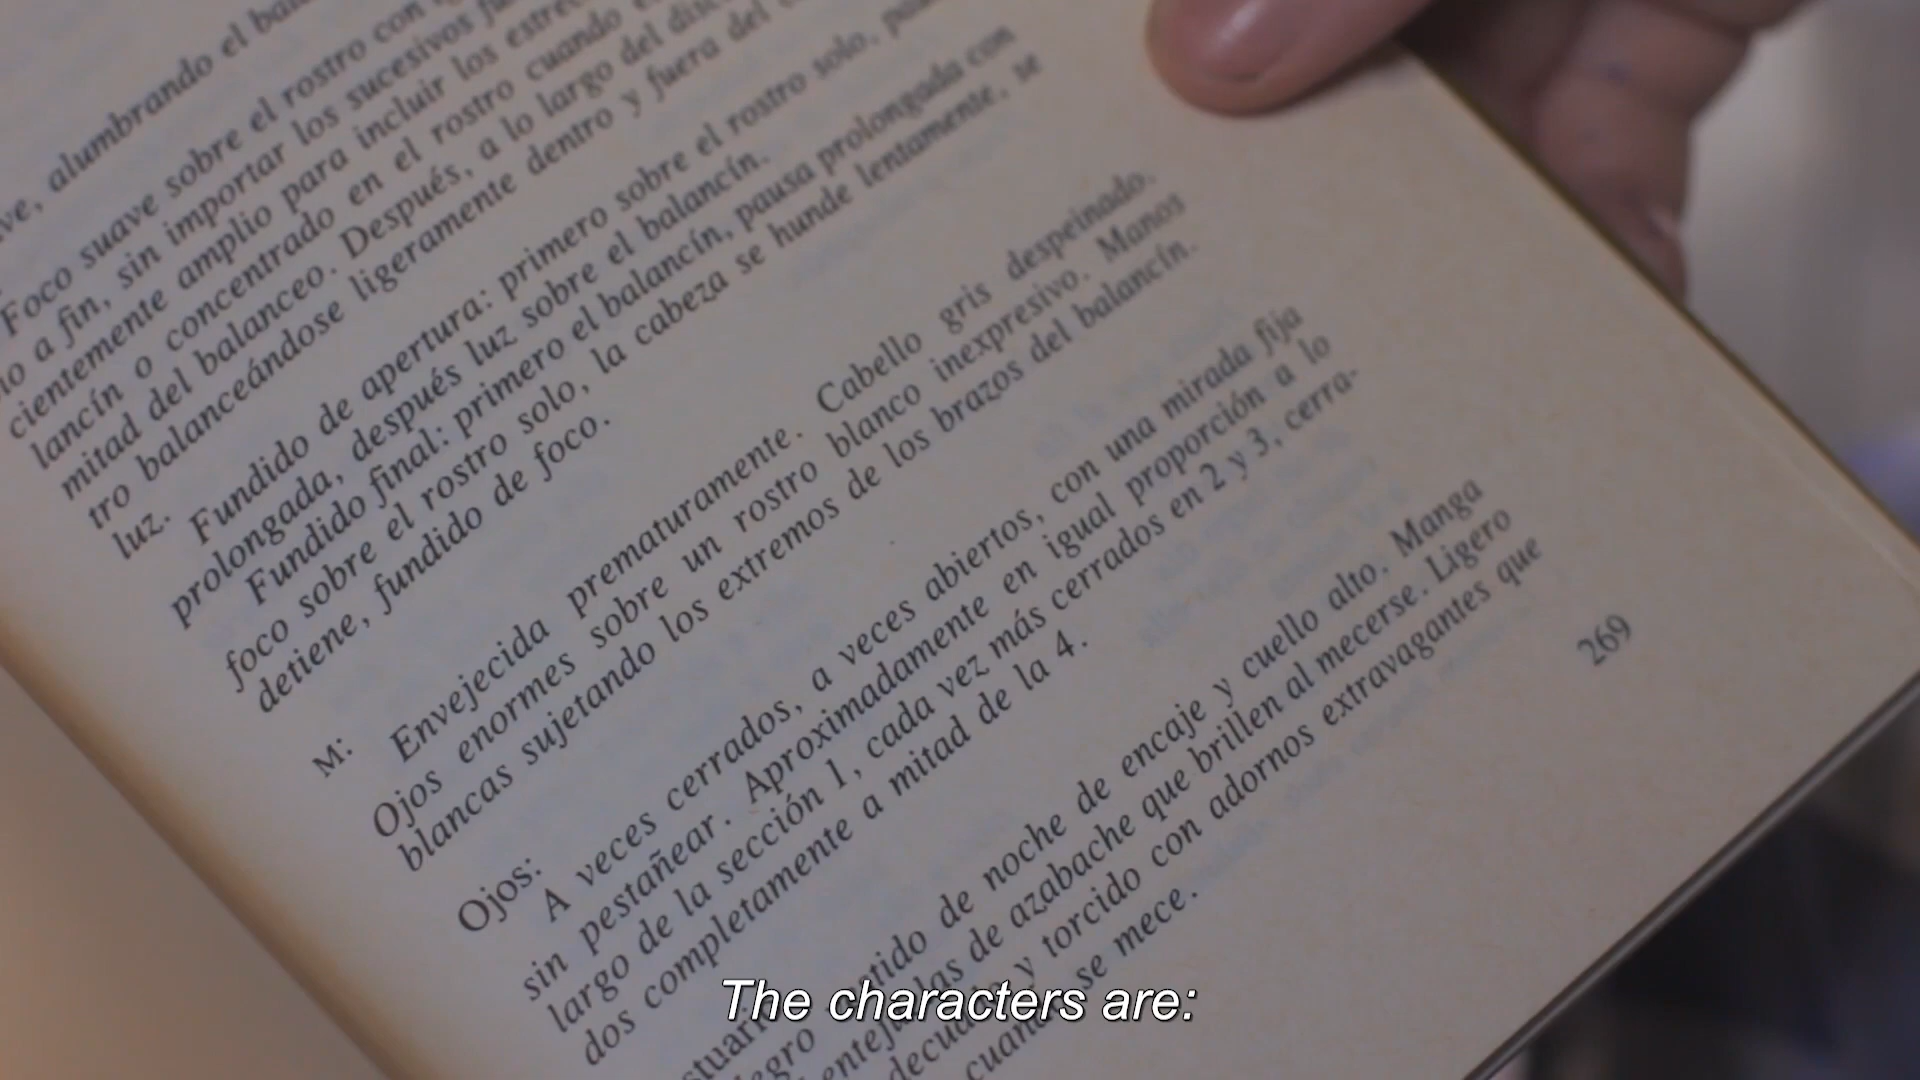 ve, alumbrando el
Foco suave sobre el rostro con
a fin, sin importar los sucesivos
cientemente amplio para incluir los
lancín o concentrado en el rostro cuando
mitad del balanceo. Después, a lo largo del
tro balanceándose ligeramente dentro y fuera del
luz.
Fundido de apertura: primero sobre el rostro solo,
prolongada, después luz sobre el balancín.
Fundido final: primero el balancín, pausa prolongada con
foco sobre el rostro solo, la cabeza se hunde lentamente, se
detiene, fundido de foco.
M: Envejecida prematuramente. Cabello gris despeinado.
Ojos enormes sobre un rostro blanco inexpresivo. Manos
blancas sujetando los extremos de los brazos del balancín.
Ojos:
A veces cerrados, a veces abiertos, con una mirada fija
sin pestañear. Aproximadamente en igual proporción a lo
largo de la sección 1, cada vez más cerrados en 2 y 3, cerra-
dos completamente a mitad de la 4.
tido de noche de encaje y cuello alto. Manga
las de azabache que brillen al mecerse. Ligero
y torcido con adornos extravagantes que
se mece.
269
The characters are: